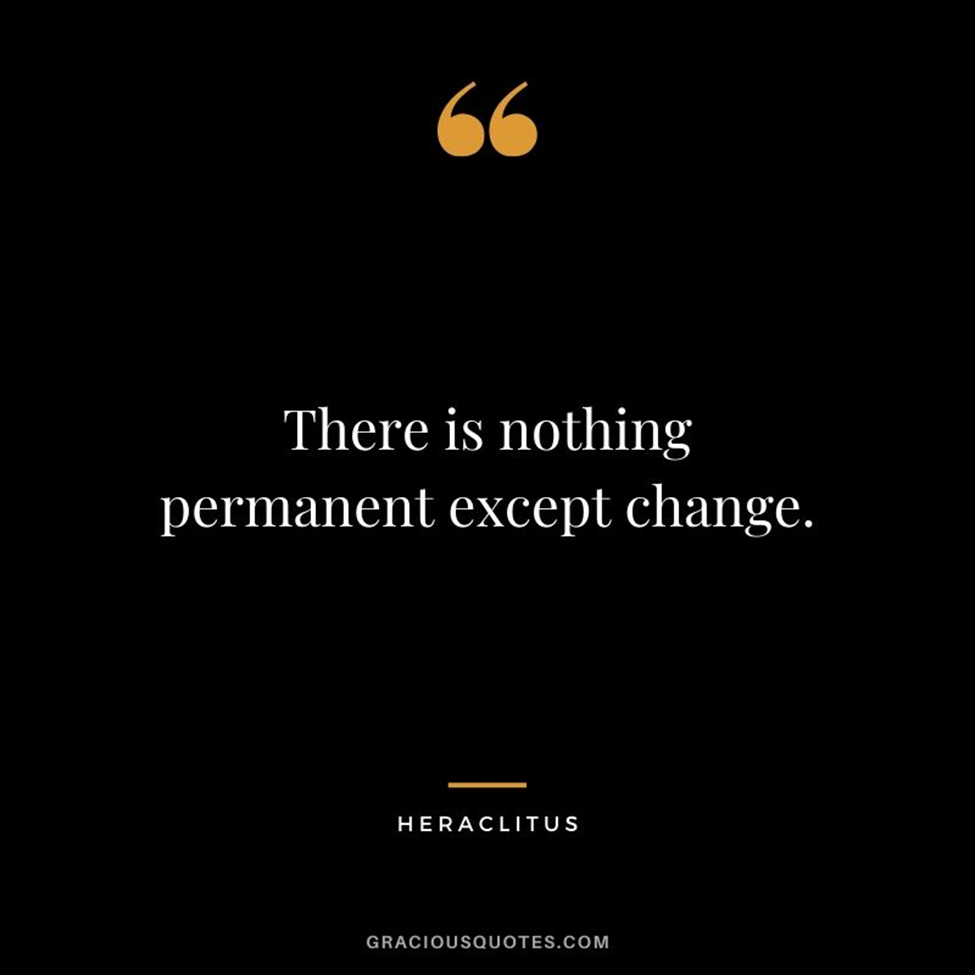 “
There is nothing
permanent except change.
HERACLITUS
GRACIOUSQUOTES.COM